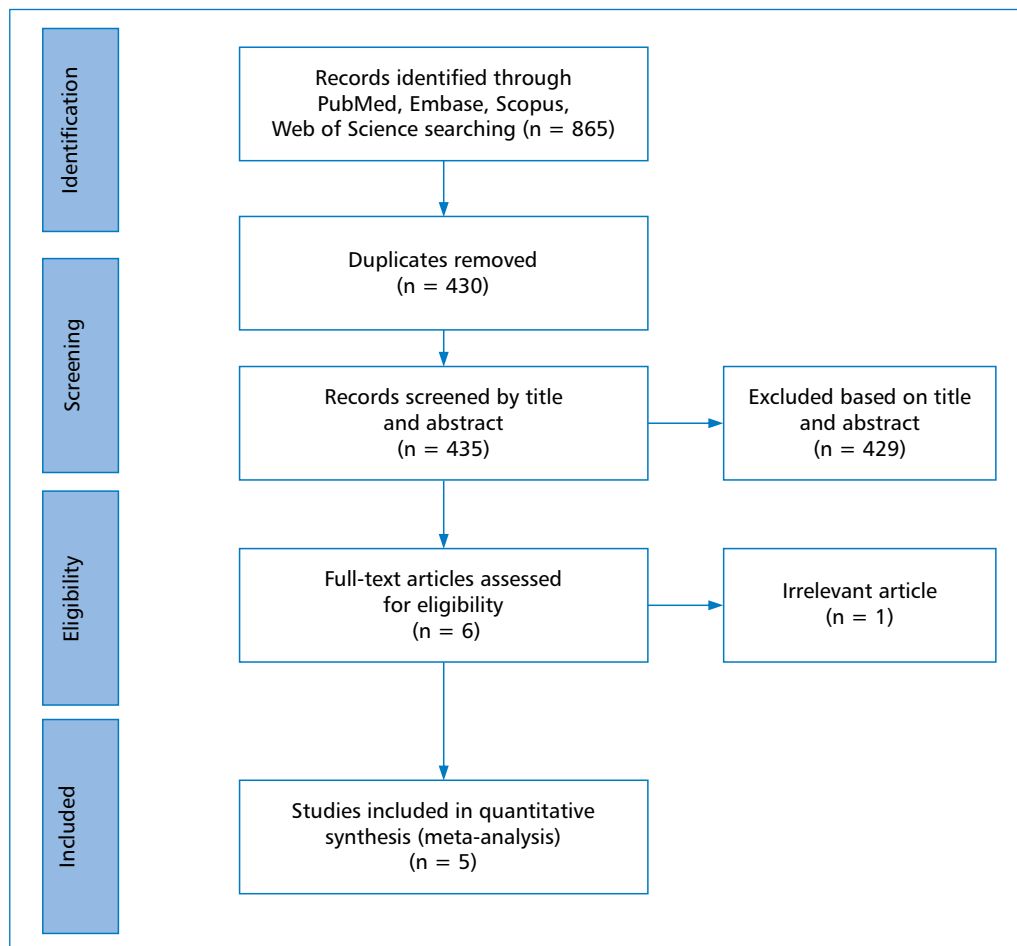 Identification
Records identified through
PubMed, Embase, Scopus,
Web of Science searching (n = 865)
Duplicates removed
(n = 430)
Screening
Records screened by title
and abstract
(n = 435)
Excluded based on title
and abstract
(n = 429)
Eligibility
Full-text articles assessed
for eligibility
(n = 6)
Irrelevant article
(n = 1)
Included
Studies included in quantitative
synthesis (meta-analysis)
(n = 5)